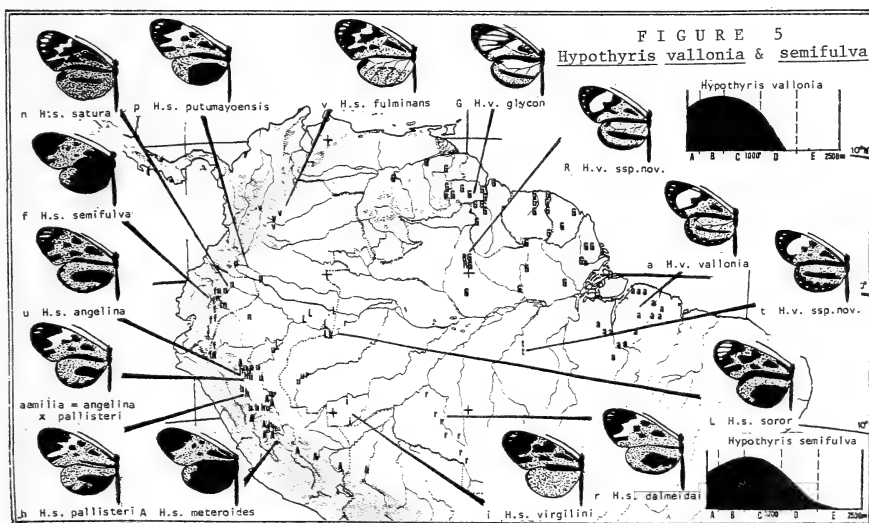 FIGURE 5
Hypothyris vallonia & semifulva
n H.s. satura
p H.s. putumayoensis
v H.s. fulminans
G H.v. glycon
Hypothyris vallonia
A B C 1000 D E 2500m
R H.v. ssp.nov.
f H.s. semifulva
a H.v. vallonia
u H.s. angelina
t H.v. ssp.nov.
aemilia = angelina
x pallisteri
L H.s. soror
Hypothyris semifulva
h H.s. pallisteri
A H.s. meteroides
i H.s. virgilini
r H.s. dalmeidai
A B C 1000 D E